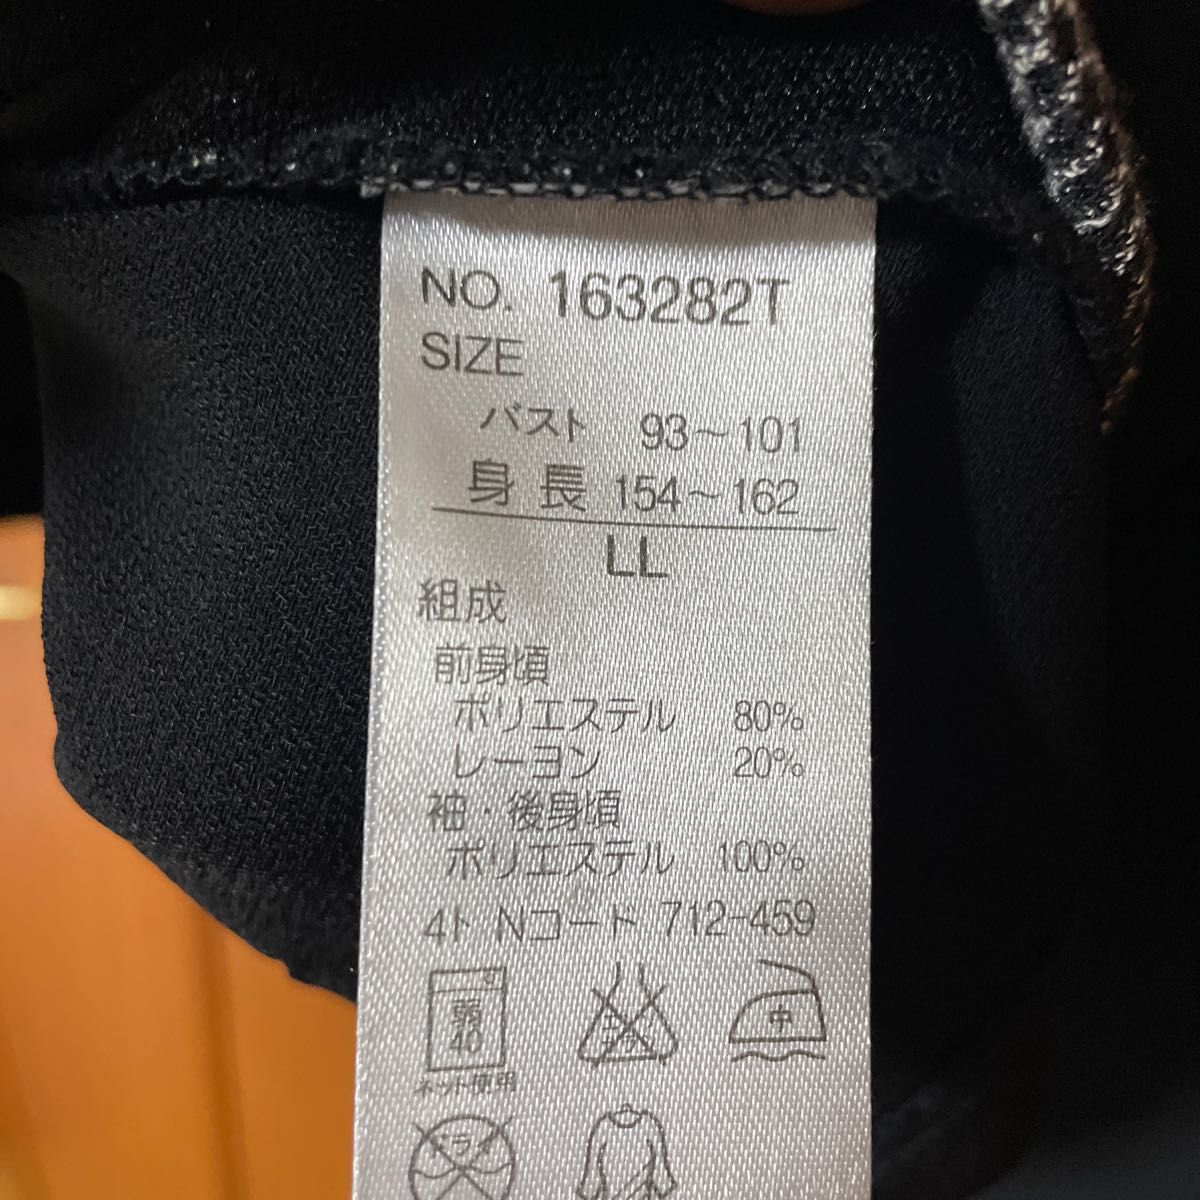 NO. 163282T
SIZE
バスト 93～101
身長 154～162
LL
組成
前身頃
ポリエステル 80%
レーヨン 20%
袖・後身頃
ポリエステル 100%
4ト Nコード 712-459
弱
40
ネット使用
中
ドライ